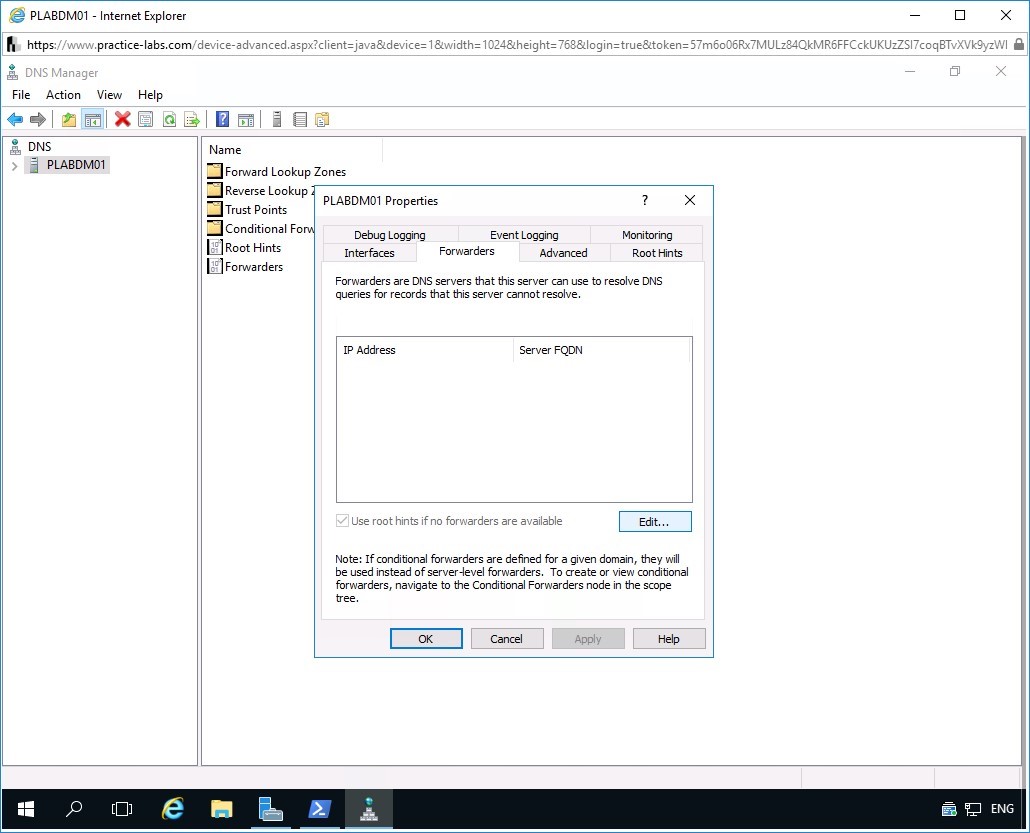 PLABDM01 - Internet Explorer
https://www.practice-labs.com/device-advanced.aspx?client=java&device=1&width=1024&height=768&login=true&token=57m6o06Rx7MULz84QkMR6FFCckUKUzZSI7coqBTvXVk9yzWI
DNS Manager
File Action View Help
DNS
PLABDM01
Name
Forward Lookup Zones
Reverse Lookup Z
Trust Points
Conditional Forw
Root Hints
Forwarders
PLABDM01 Properties
Debug Logging Event Logging Monitoring
Interfaces Forwarders Advanced Root Hints
Forwarders are DNS servers that this server can use to resolve DNS
queries for records that this server cannot resolve.
IP Address Server FQDN
Use root hints if no forwarders are available Edit...
Note: If conditional forwarders are defined for a given domain, they will
be used instead of server-level forwarders. To create or view conditional
forwarders, navigate to the Conditional Forwarders node in the scope
tree.
OK Cancel Apply Help
ENG